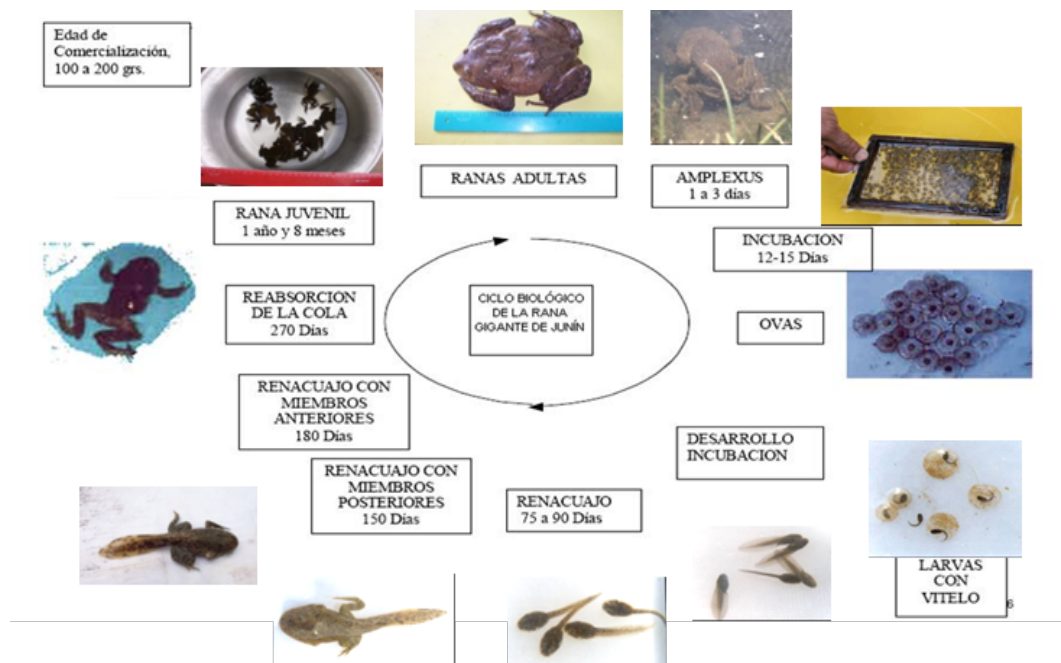 Edad de
Comercialización,
100 a 200 grs.
RANAS ADULTAS
AMPLEXUS
1 a 3 días
RANA JUVENIL
1 año y 8 meses
INCUBACION
12-15 Días
REABSORCION
DE LA COLA
270 Días
CICLO BIOLÓGICO
DE LA RANA
GIGANTE DE JUNÍN
OVAS
RENACUAJO CON
MIEMBROS
ANTERIORES
180 Días
DESARROLLO
INCUBACION
RENACUAJO CON
MIEMBROS
POSTERIORES
150 Días
RENACUAJO
75 a 90 Días
LARVAS
CON
VITELO
6